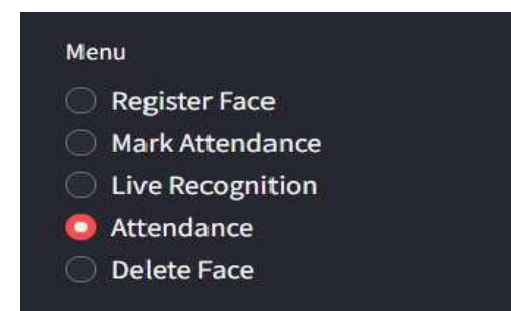 Menu
Register Face
Mark Attendance
Live Recognition
Attendance
Delete Face